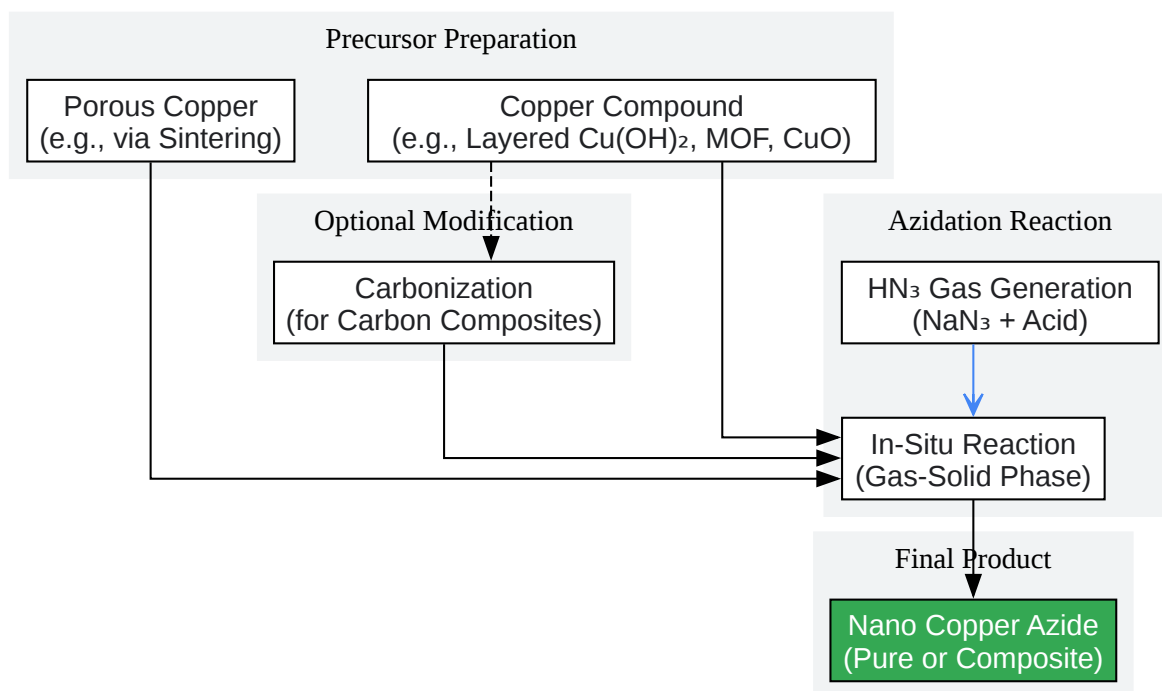 Precursor Preparation
Porous Copper
(e.g., via Sintering)
Copper Compound
(e.g., Layered Cu(OH)₂, MOF, CuO)
Optional Modification
Carbonization
(for Carbon Composites)
Azidation Reaction
HN₃ Gas Generation
(NaN₃ + Acid)
In-Situ Reaction
(Gas-Solid Phase)
Final Product
Nano Copper Azide
(Pure or Composite)